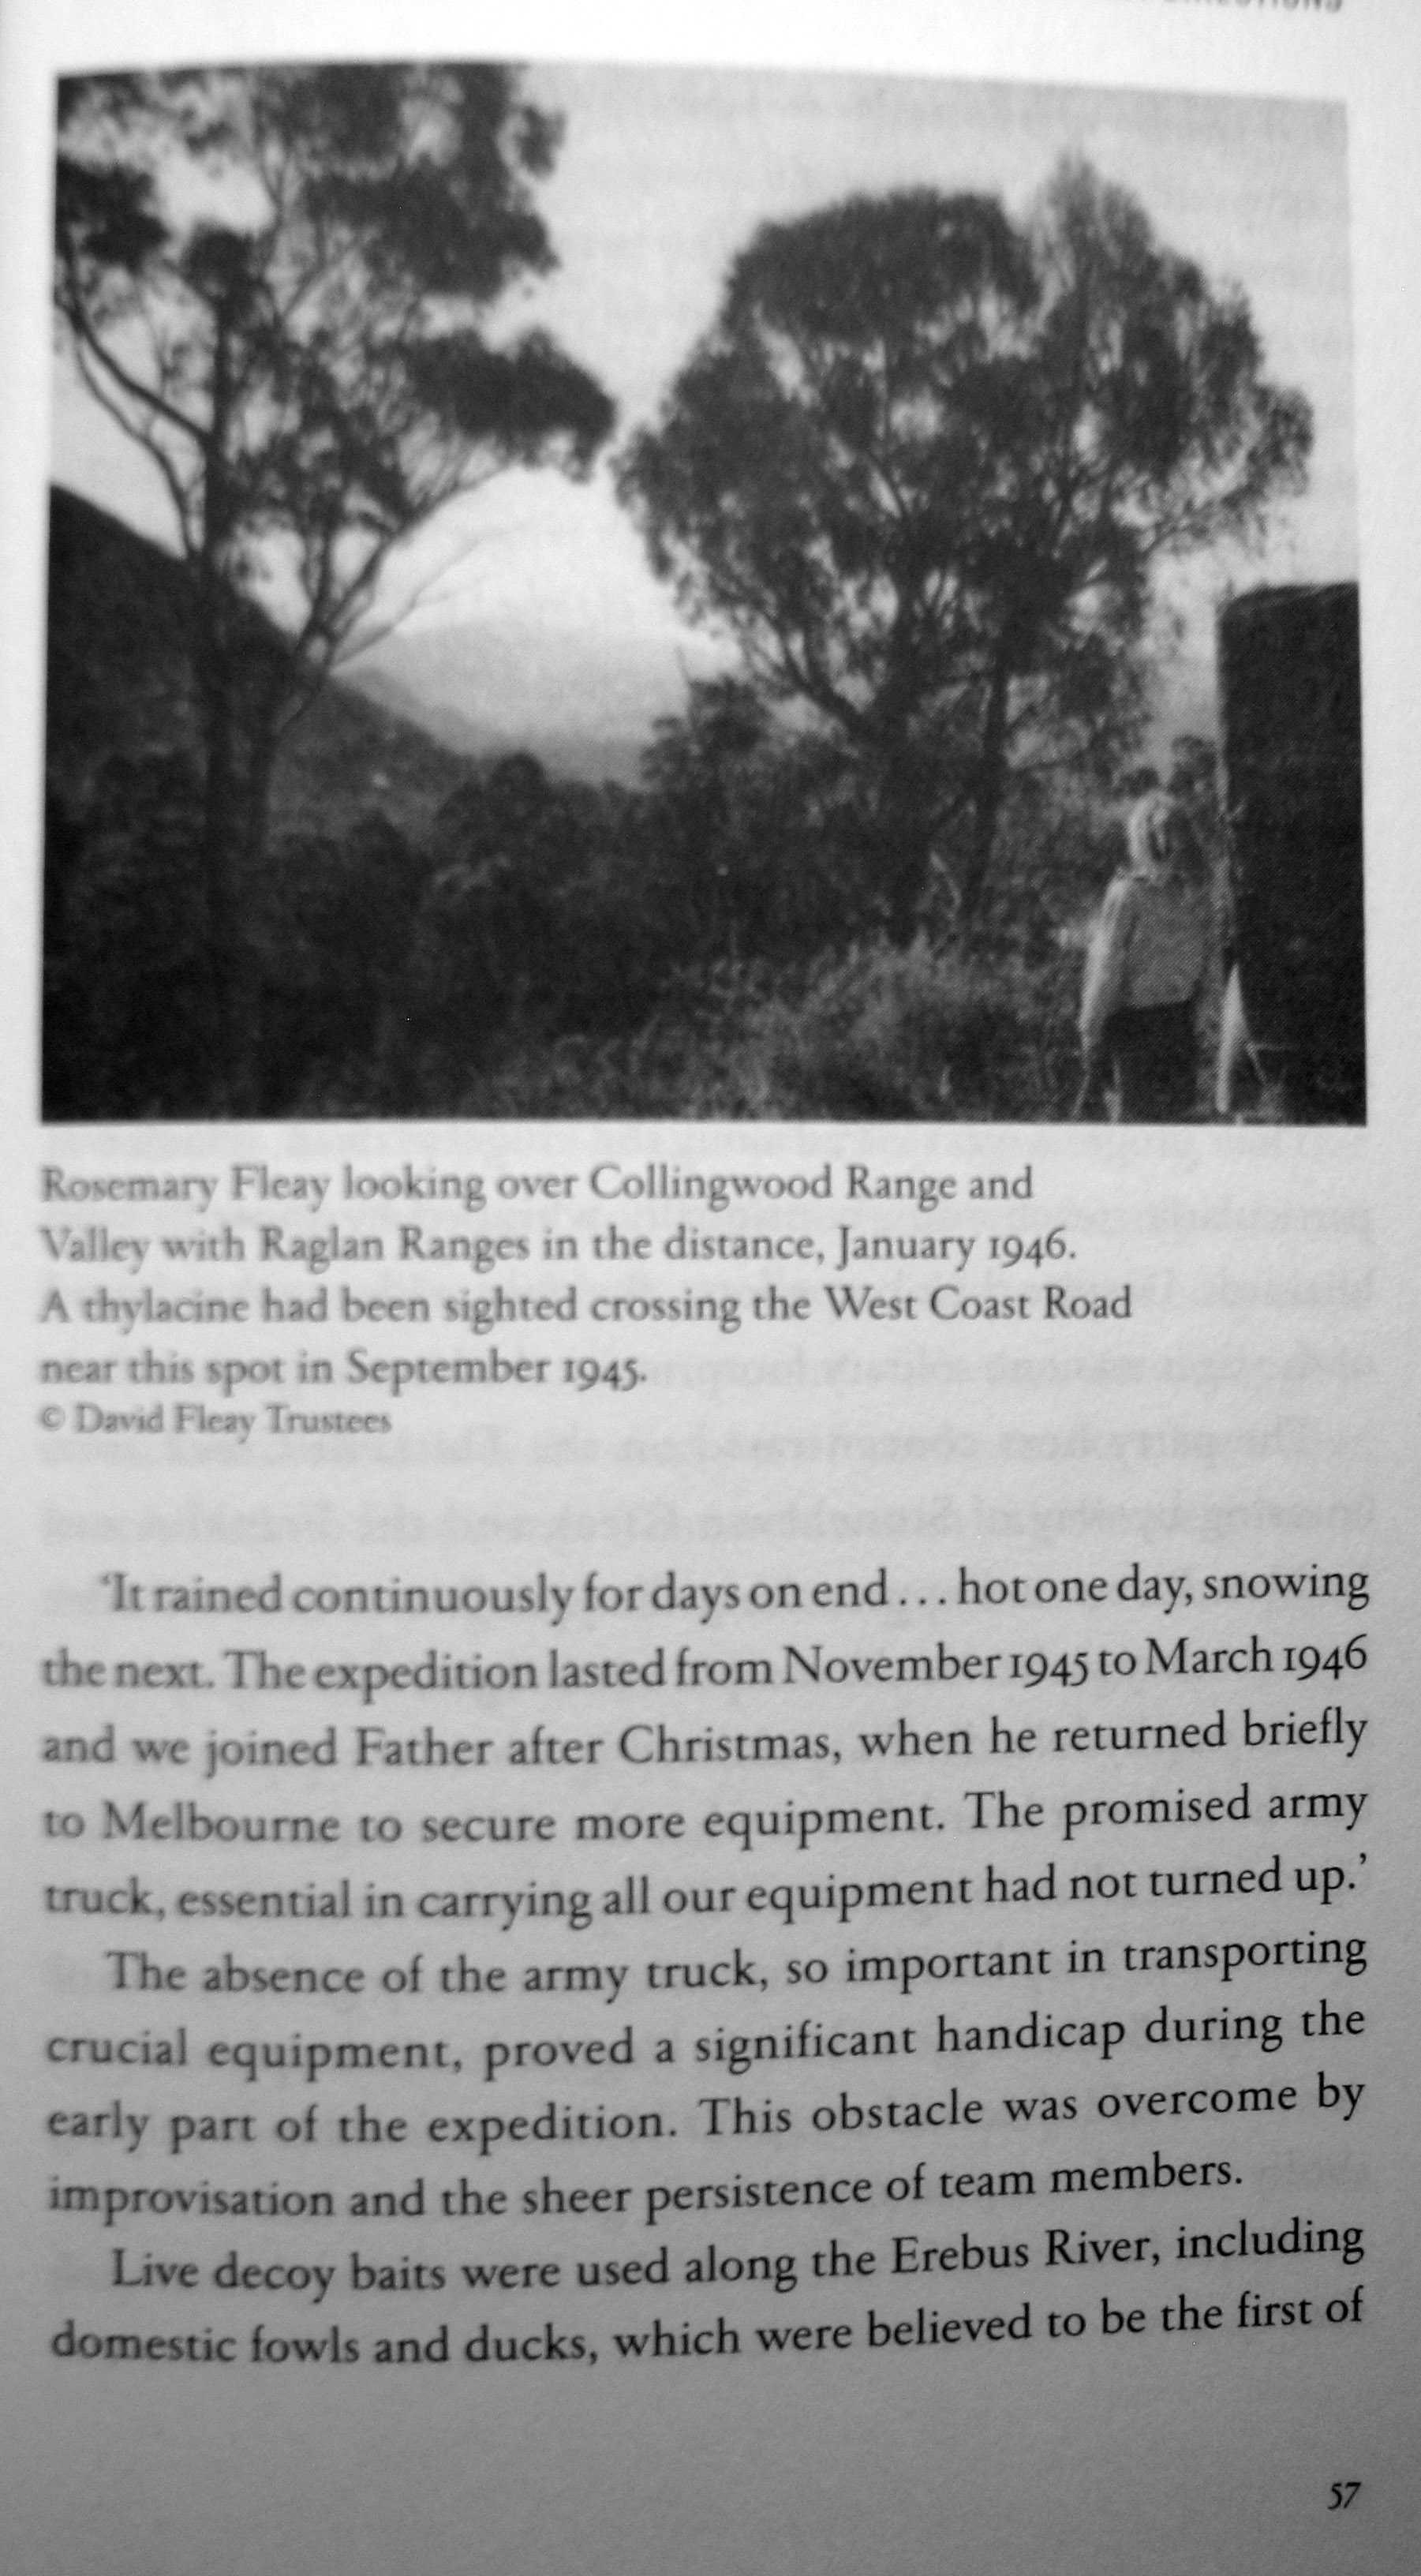 Rosemary Fleay looking over Collingwood Range and
Valley with Raglan Ranges in the distance, January 1946.
A thylacine had been sighted crossing the West Coast Road
near this spot in September 1945.
© David Fleay Trustees
‘It rained continuously for days on end... hot one day, snowing
the next. The expedition lasted from November 1945 to March 1946
and we joined Father after Christmas, when he returned briefly
to Melbourne to secure more equipment. The promised army
truck, essential in carrying all our equipment had not turned up.’
The absence of the army truck, so important in transporting
crucial equipment, proved a significant handicap during the
early part of the expedition. This obstacle was overcome by
improvisation and the sheer persistence of team members.
Live decoy baits were used along the Erebus River, including
domestic fowls and ducks, which were believed to be the first of
57